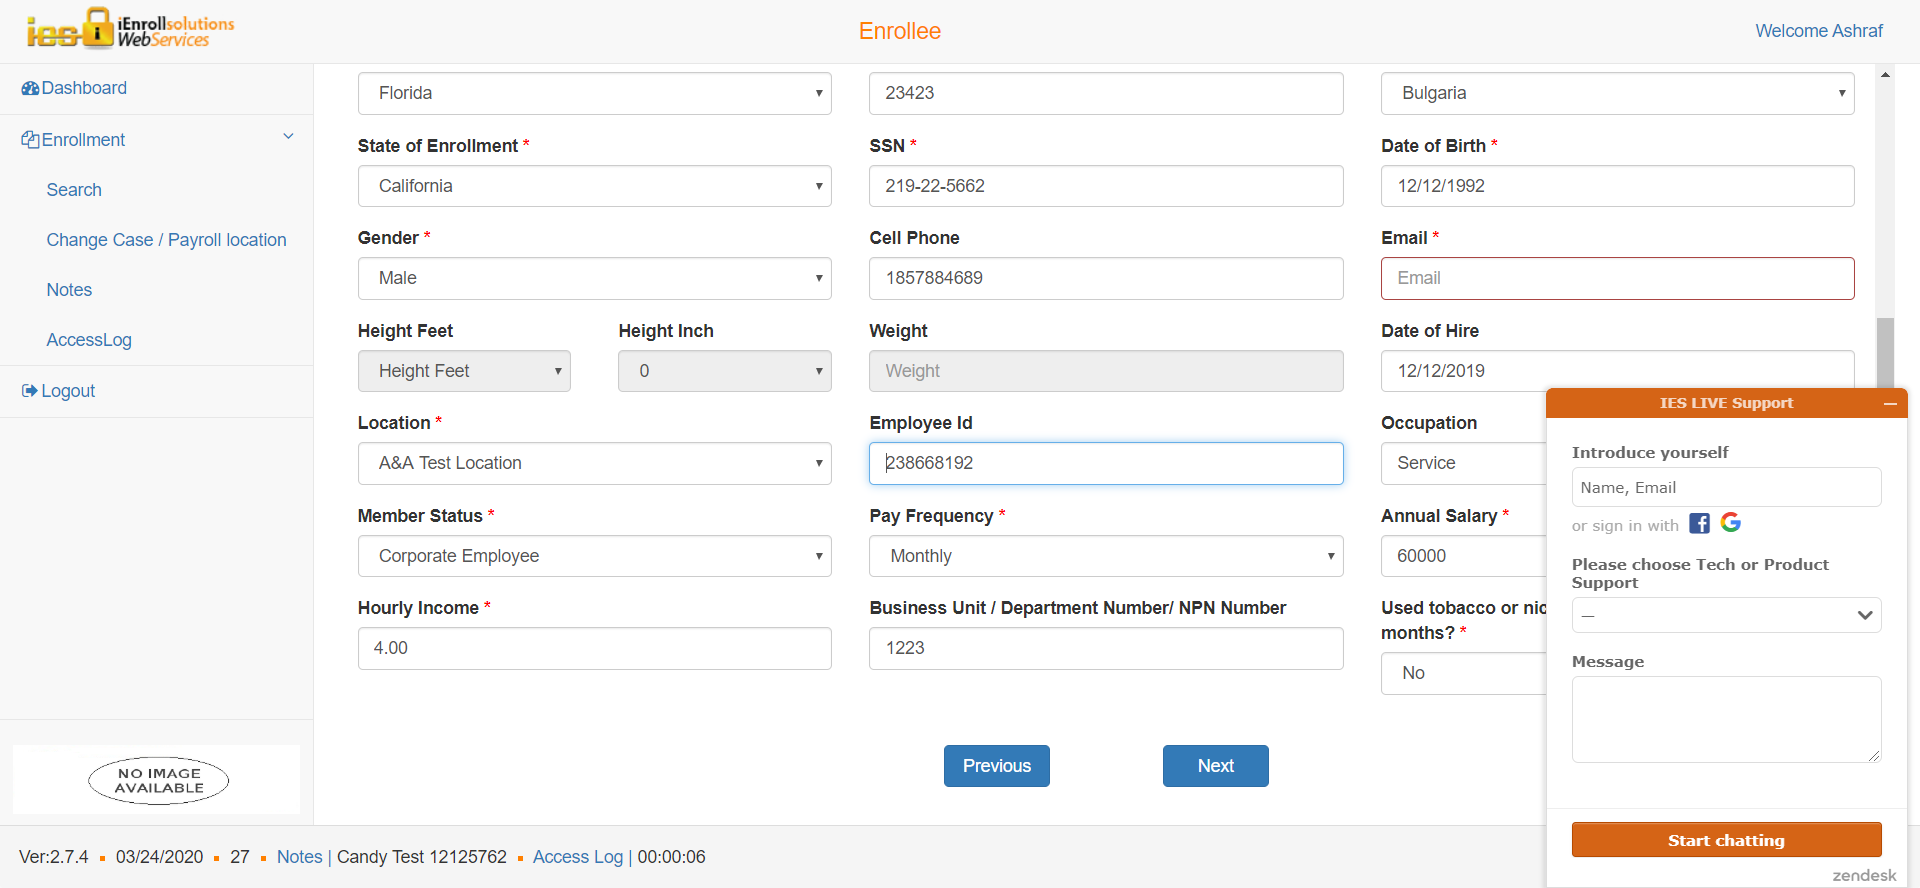 ies iEnrollsolutions
WebServices
Enrollee
Welcome Ashraf
Dashboard
Enrollment
Search
Change Case / Payroll location
Notes
AccessLog
Logout
NO IMAGE
AVAILABLE
Florida
23423
Bulgaria
State of Enrollment *
SSN *
Date of Birth *
California
219-22-5662
12/12/1992
Gender *
Cell Phone
Email *
Male
1857884689
Email
Height Feet
Height Inch
Weight
Date of Hire
Height Feet
0
Weight
12/12/2019
Location *
Employee Id
Occupation
A&A Test Location
238668192
Service
Member Status *
Pay Frequency *
Annual Salary *
Corporate Employee
Monthly
60000
Hourly Income *
Business Unit / Department Number/ NPN Number
Used tobacco or nic
months? *
4.00
1223
No
Previous
Next
IES LIVE Support
Introduce yourself
Name, Email
or sign in with
Please choose Tech or Product
Support
—
Message
Start chatting
zendesk
Ver:2.7.4 ▪ 03/24/2020 ▪ 27 ▪ Notes | Candy Test 12125762 ▪ Access Log | 00:00:06